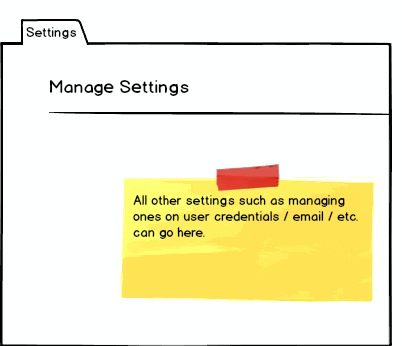 Settings
Manage Settings
All other settings such as managing
ones on user credentials / email / etc.
can go here.